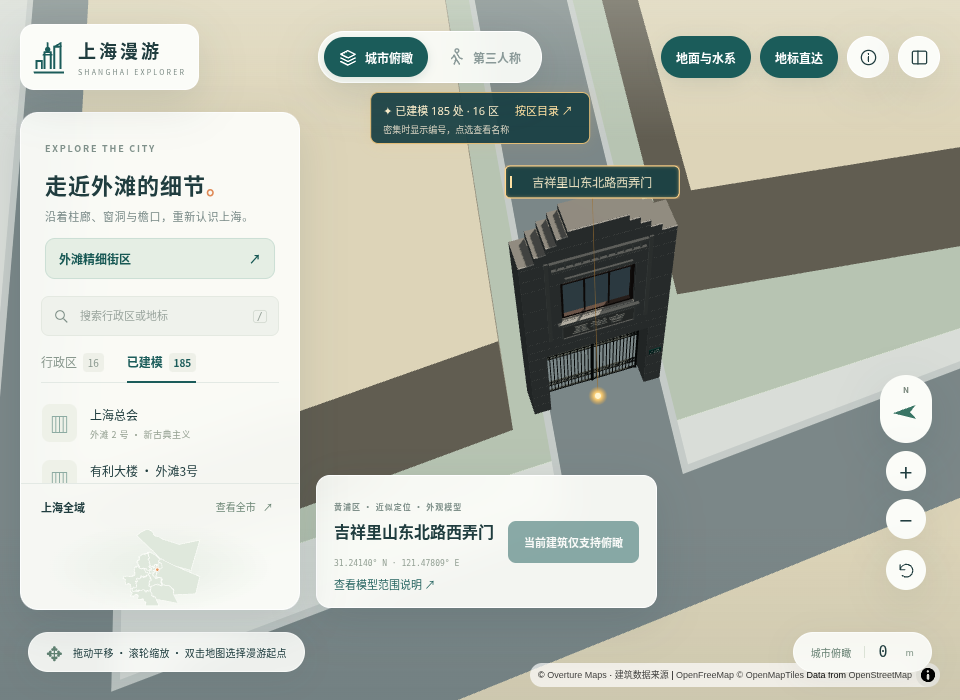 上海漫游
SHANGHAI EXPLORER
城市俯瞰
第三人称
地面与水系
地标直达
✦ 已建模 185 处 · 16 区 按区目录 ↗
密集时显示编号，点选查看名称
EXPLORE THE CITY
走近外滩的细节。
沿着柱廊、窗洞与檐口，重新认识上海。
外滩精细街区 ↗
搜索行政区或地标 /
行政区 16 已建模 185
上海总会
外滩 2 号 · 新古典主义
有利大楼 · 外滩3号
上海全域 查看全市 ↗
吉祥里山东北路西弄门
黄浦区 · 近似定位 · 外观模型
吉祥里山东北路西弄门
当前建筑仅支持俯瞰
31.24140° N · 121.47809° E
查看模型范围说明 ↗
N
+
−
拖动平移 · 滚轮缩放 · 双击地图选择漫游起点
城市俯瞰 0 m
© Overture Maps · 建筑数据来源 | OpenFreeMap © OpenMapTiles Data from OpenStreetMap